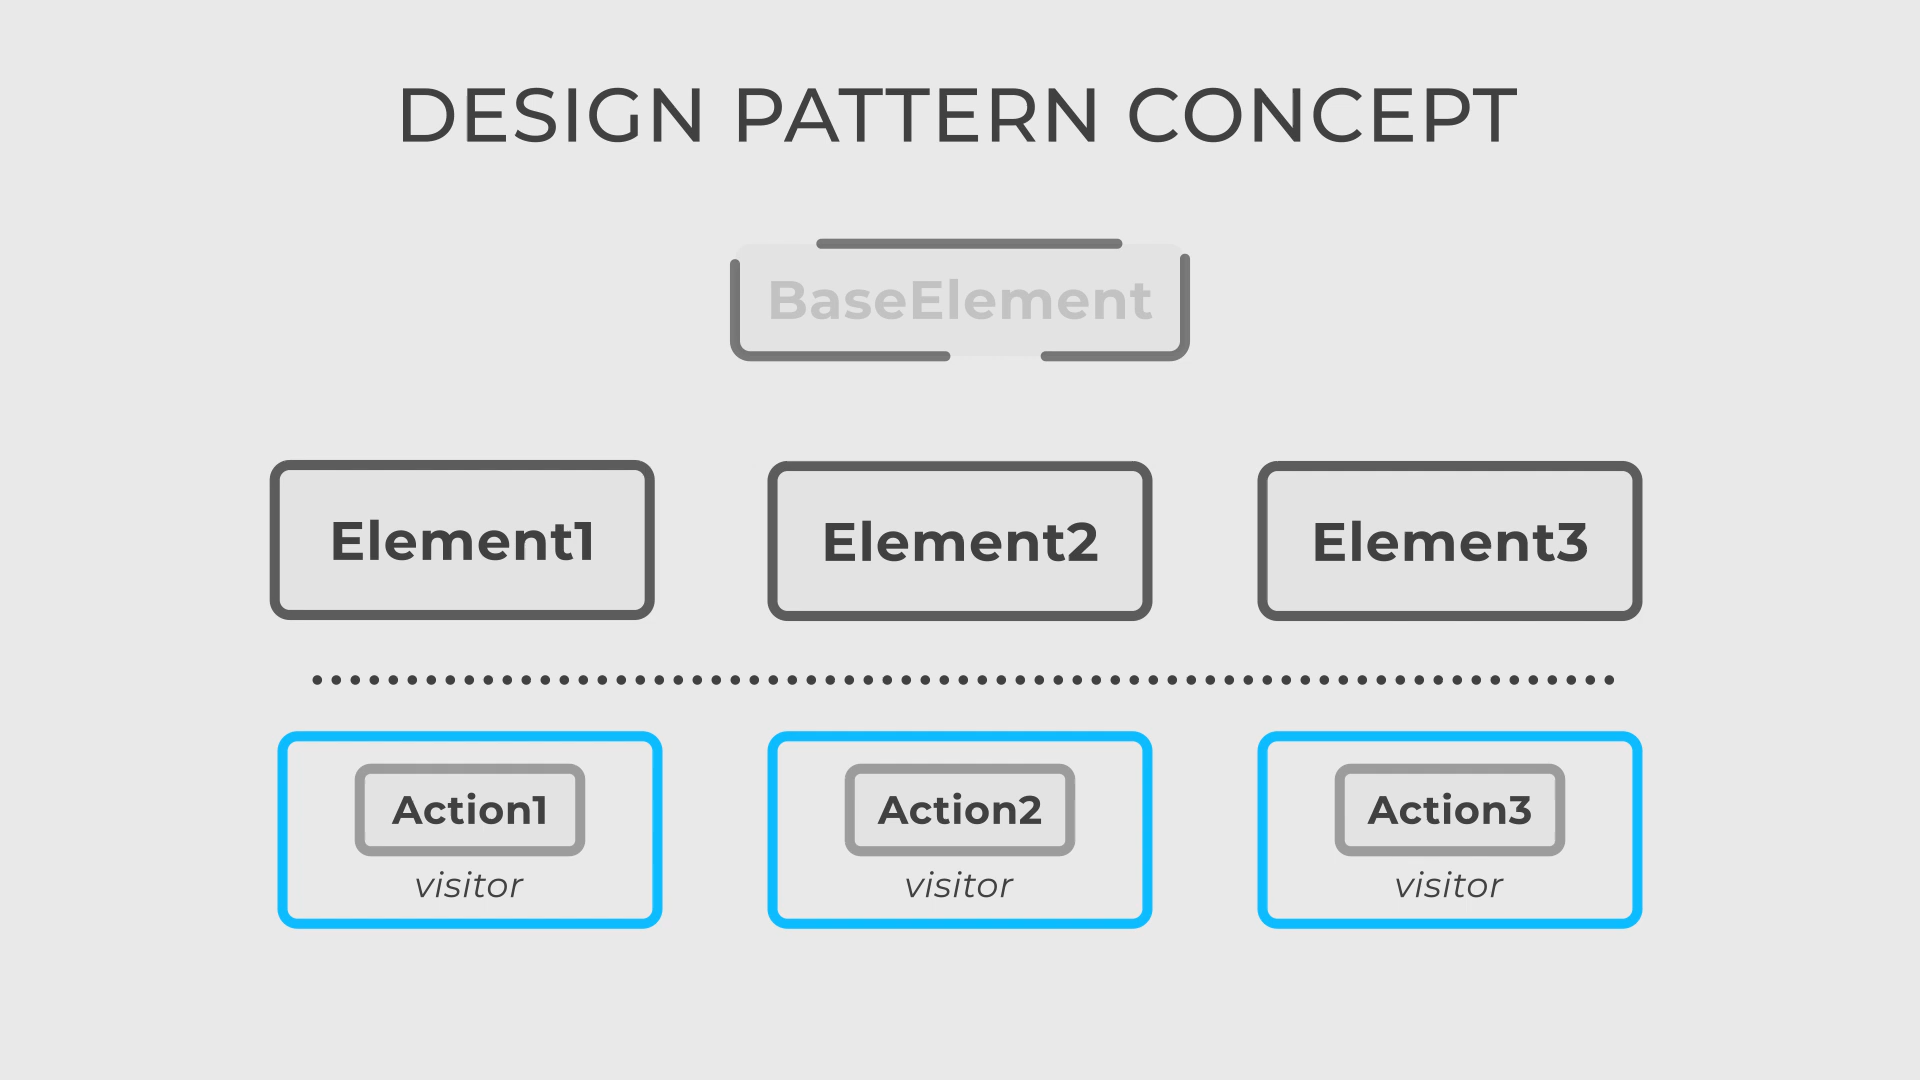 DESIGN PATTERN CONCEPT
BaseElement
Element1
Element2
Element3
Action1
visitor
Action2
visitor
Action3
visitor